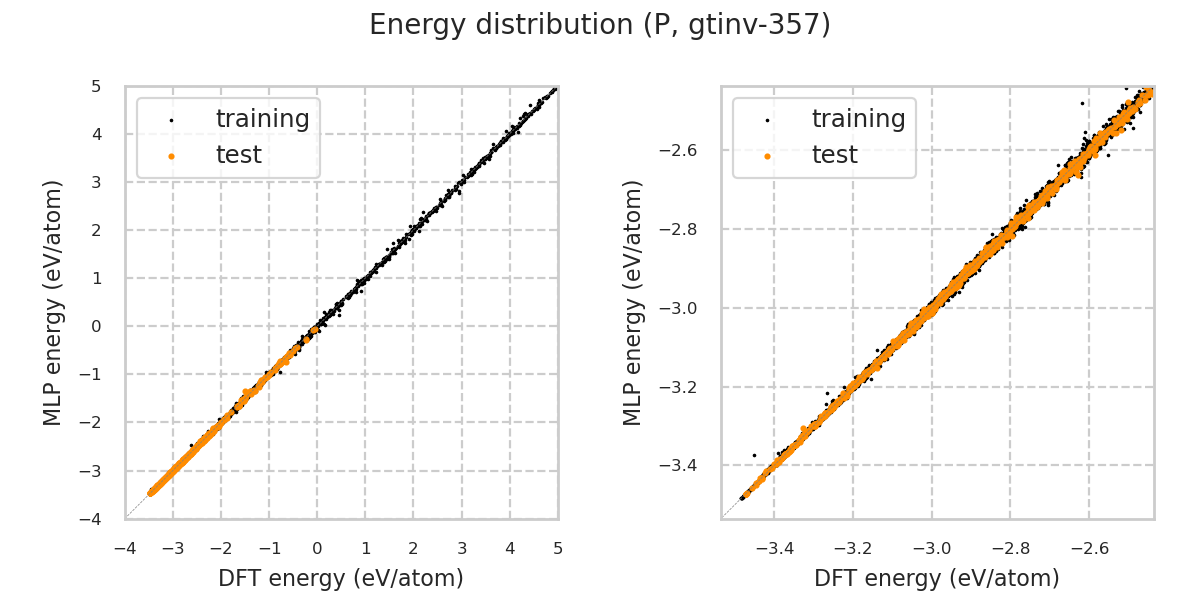 Energy distribution (P, gtinv-357)
5
4
3
2
1
0
−1
−2
−3
−4
MLP energy (eV/atom)
training
test
−4 −3 −2 −1 0 1 2 3 4 5
DFT energy (eV/atom)
−2.6
−2.8
−3.0
−3.2
−3.4
MLP energy (eV/atom)
training
test
−3.4 −3.2 −3.0 −2.8 −2.6
DFT energy (eV/atom)